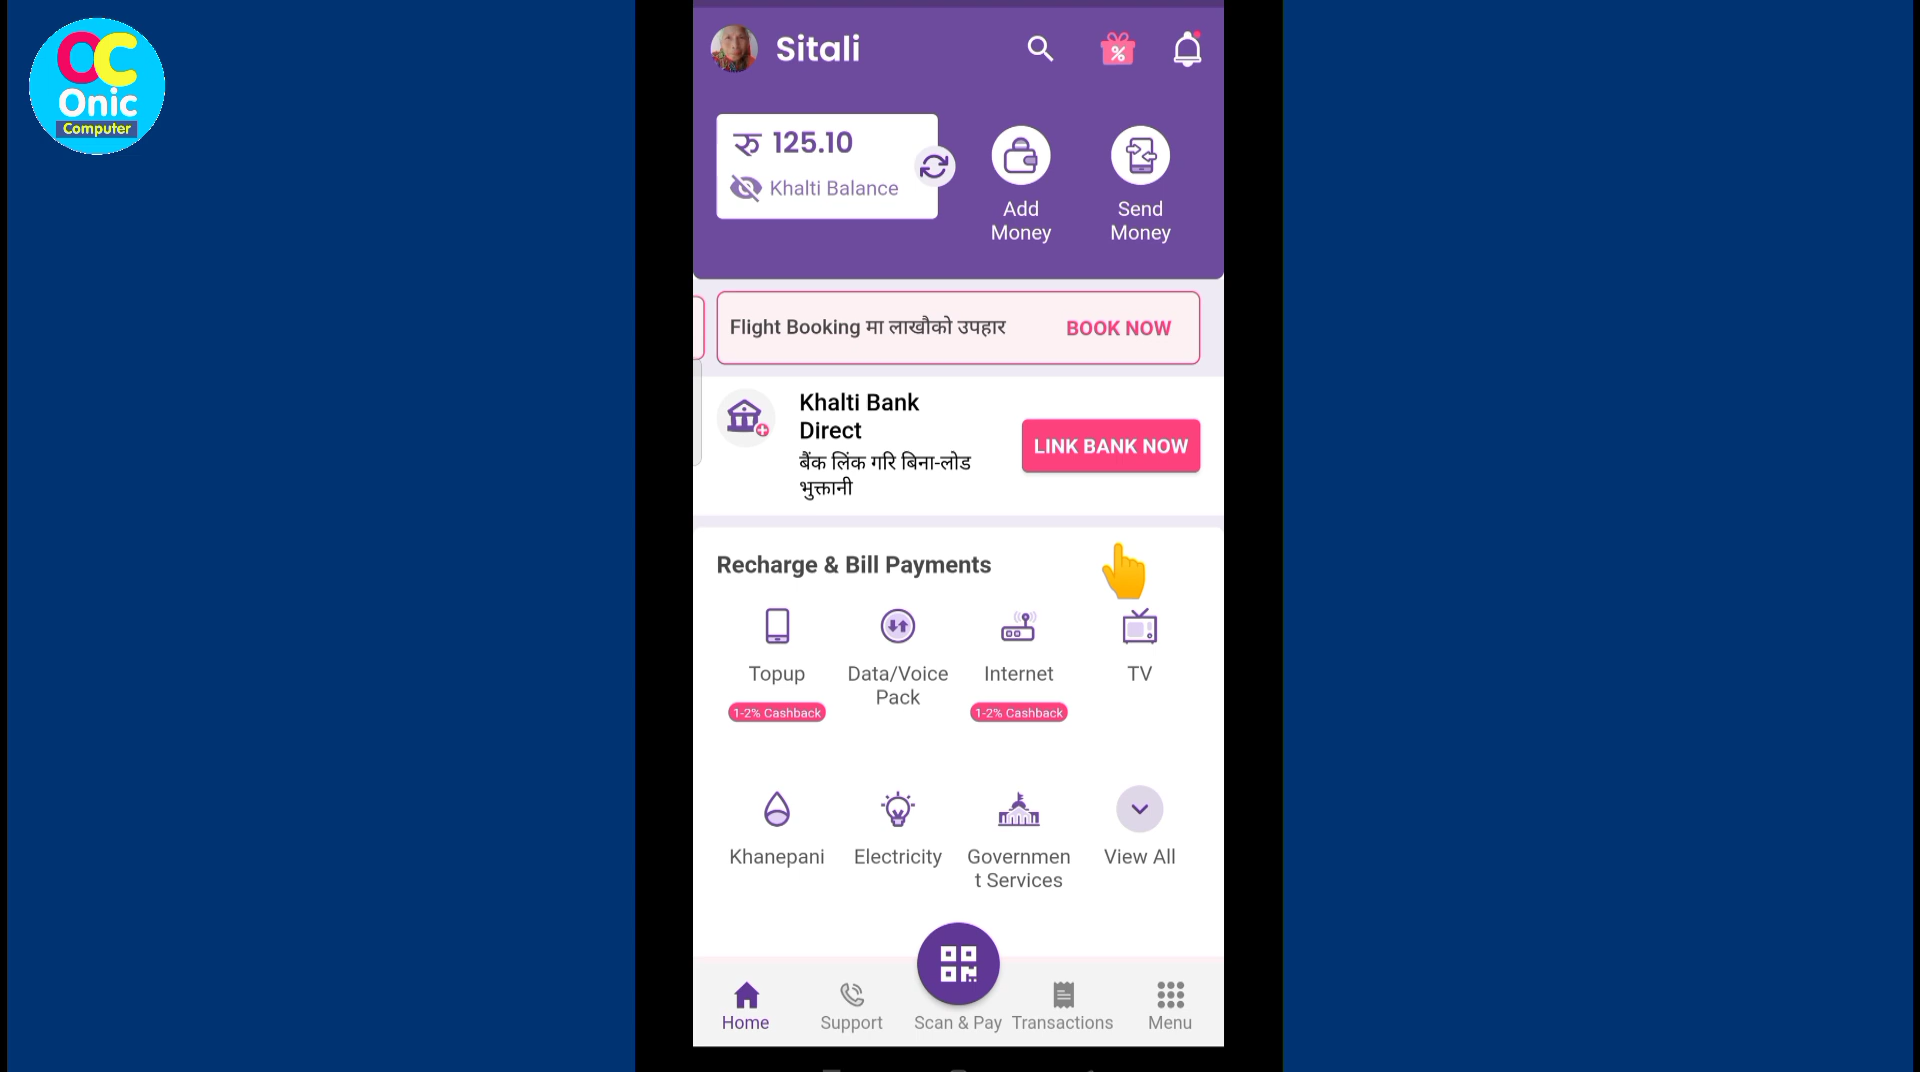 OC
Onic
Computer
Sitali
रु 125.10
Khalti Balance
Add
Money
Send
Money
Flight Booking मा लाखौको उपहार
BOOK NOW
Khalti Bank
Direct
बैंक लिंक गरि बिना-लोड
भुक्तानी
LINK BANK NOW
Recharge & Bill Payments
Topup
1-2% Cashback
Data/Voice
Pack
Internet
1-2% Cashback
TV
Khanepani
Electricity
Governmen
t Services
View All
Home
Support
Scan & Pay
Transactions
Menu